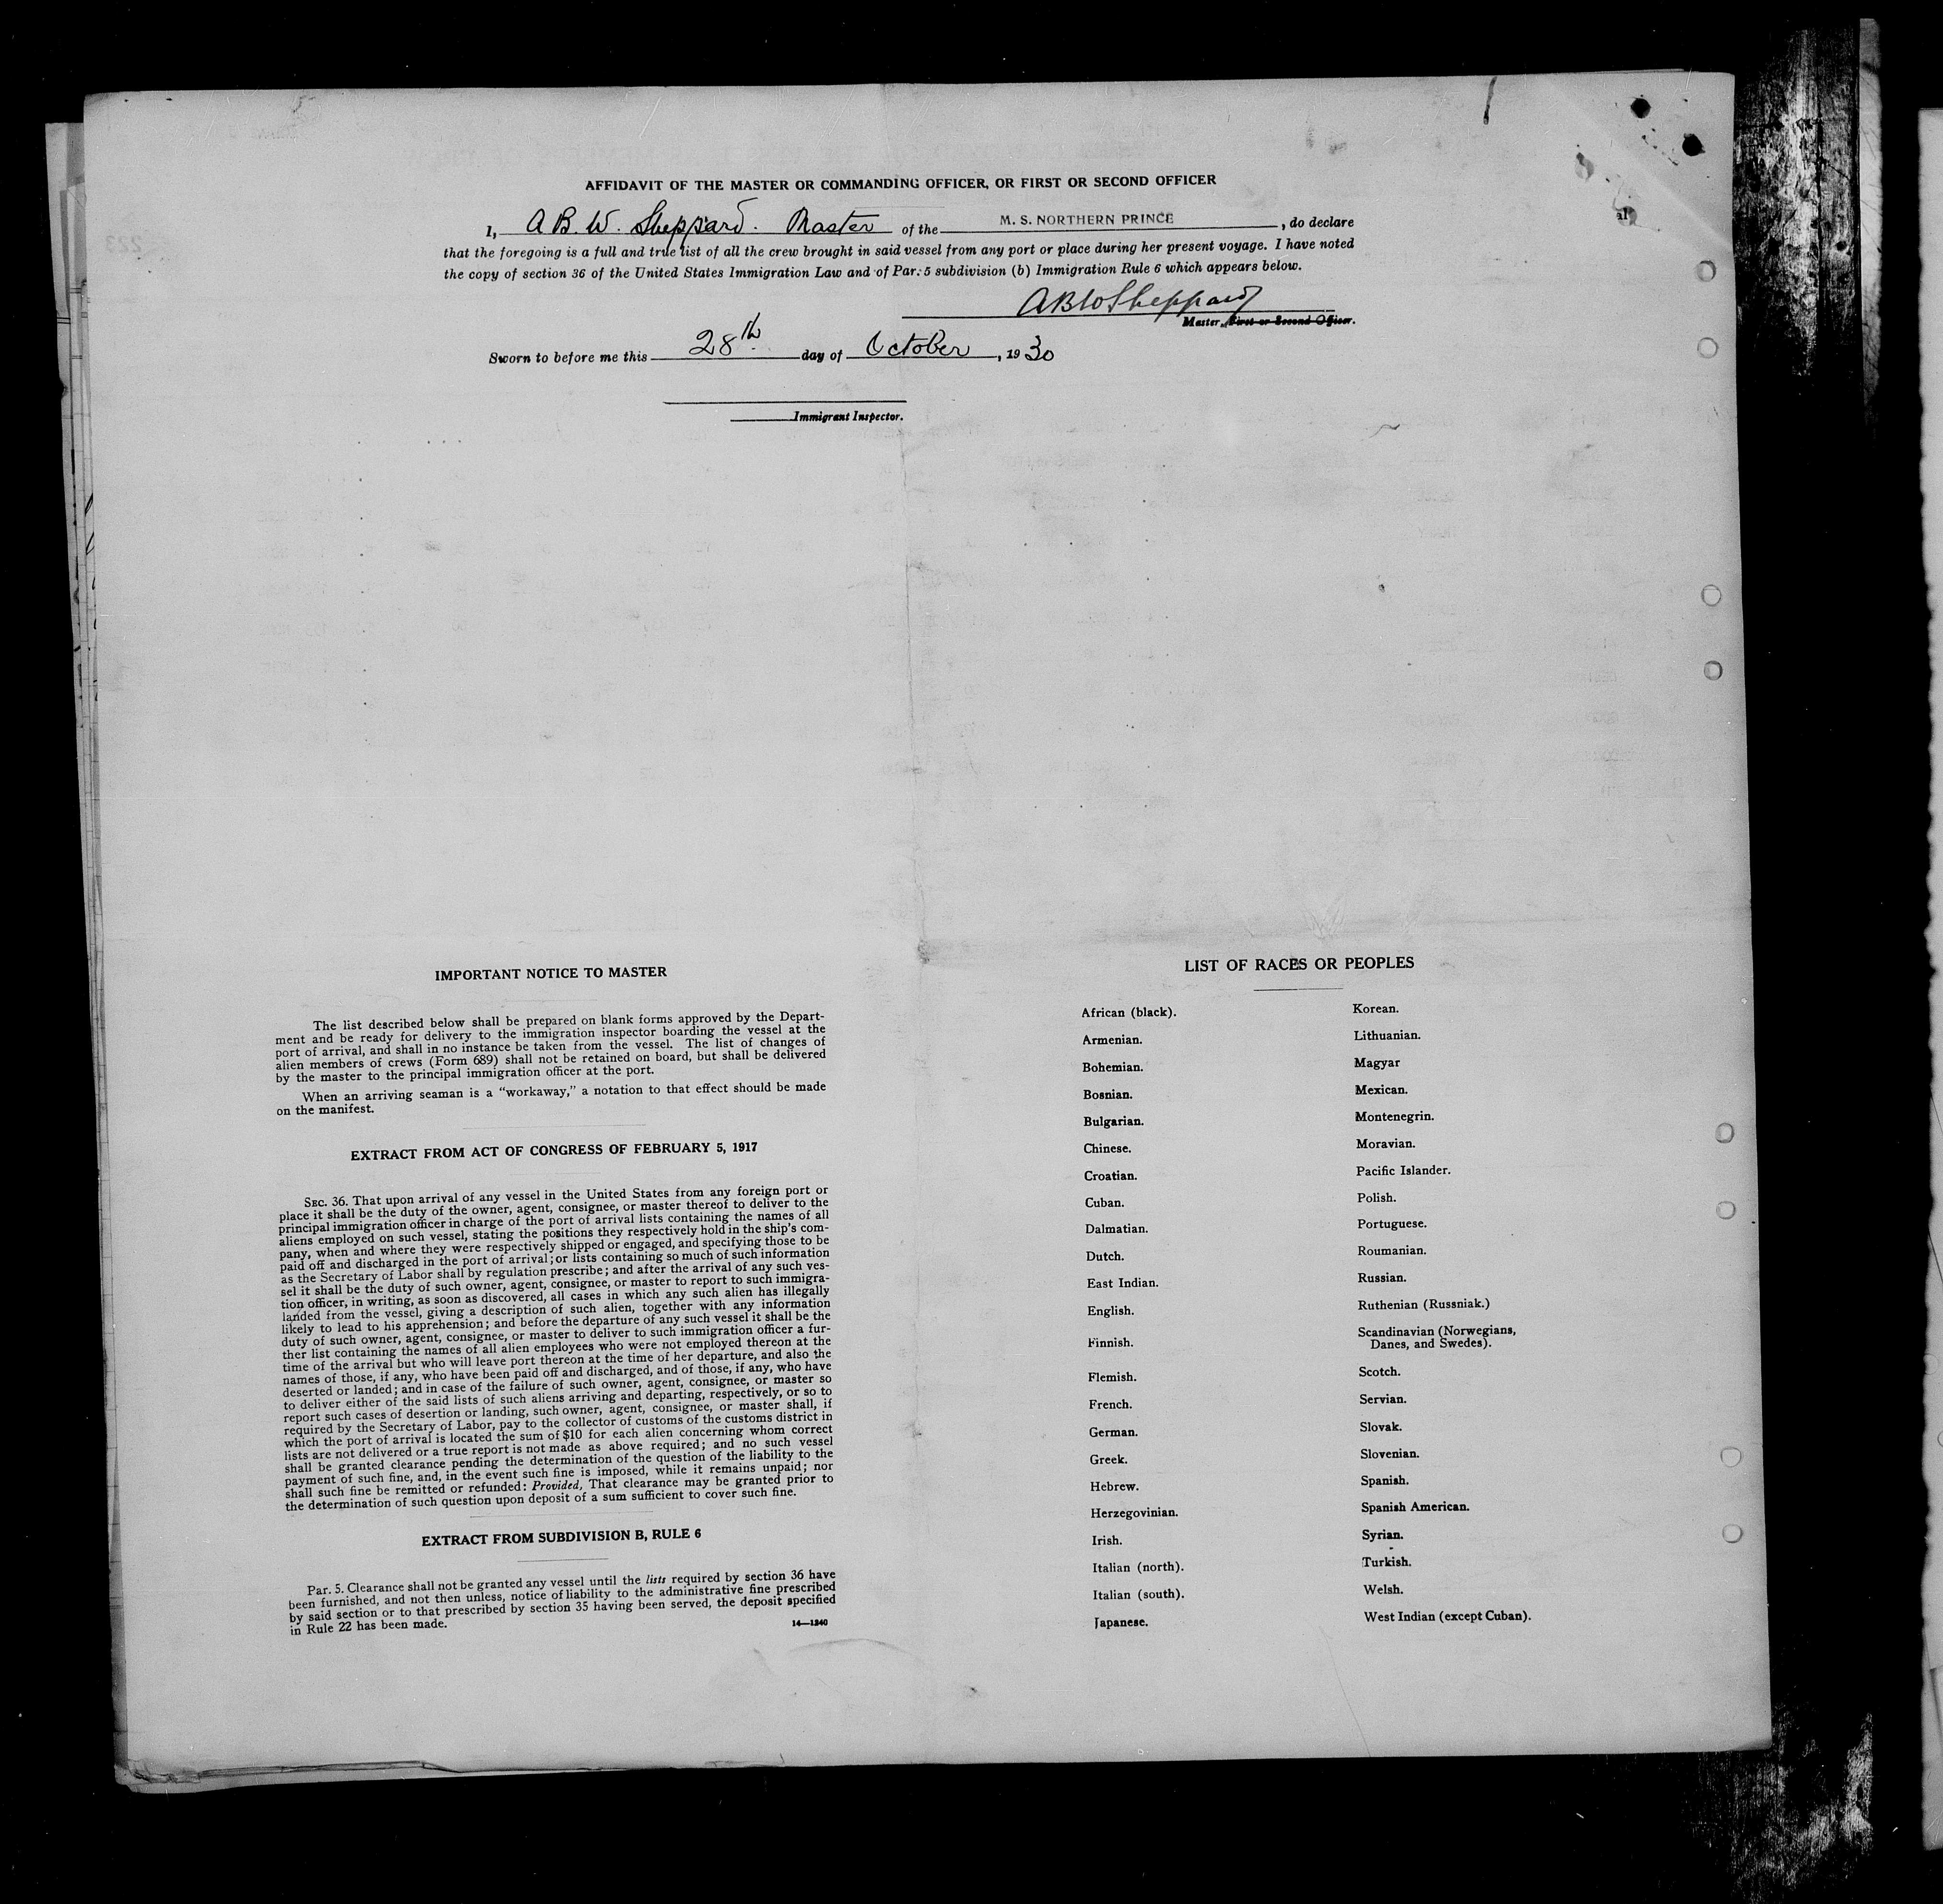 AFFIDAVIT OF THE MASTER OR COMMANDING OFFICER, OR FIRST OR SECOND OFFICER
I, A. B. W. Sheppard. Master of the M. S. NORTHERN PRINCE, do declare
that the foregoing is a full and true list of all the crew brought in said vessel from any port or place during her present voyage. I have noted
the copy of section 36 of the United States Immigration Law and of Par. 5 subdivision (b) Immigration Rule 6 which appears below.
ABW Sheppard
Master, First or Second Officer.
Sworn to before me this 28th day of October, 1930
Immigrant Inspector.
IMPORTANT NOTICE TO MASTER
The list described below shall be prepared on blank forms approved by the Depart-
ment and be ready for delivery to the immigration inspector boarding the vessel at the
port of arrival, and shall in no instance be taken from the vessel. The list of changes of
alien members of crews (Form 689) shall not be retained on board, but shall be delivered
by the master to the principal immigration officer at the port.
When an arriving seaman is a "workaway," a notation to that effect should be made
on the manifest.
EXTRACT FROM ACT OF CONGRESS OF FEBRUARY 5, 1917
SEC. 36. That upon arrival of any vessel in the United States from any foreign port or
place it shall be the duty of the owner, agent, consignee, or master thereof to deliver to the
principal immigration officer in charge of the port of arrival lists containing the names of all
aliens employed on such vessel, stating the positions they respectively hold in the ship's com-
pany, when and where they were respectively shipped or engaged, and specifying those to be
paid off and discharged in the port of arrival; or lists containing so much of such information
as the Secretary of Labor shall by regulation prescribe; and after the arrival of any such ves-
sel it shall be the duty of such owner, agent, consignee, or master to report to such immigra-
tion officer, in writing, as soon as discovered, all cases in which any such alien has illegally
landed from the vessel, giving a description of such alien, together with any information
likely to lead to his apprehension; and before the departure of any such vessel it shall be the
duty of such owner, agent, consignee, or master to deliver to such immigration officer a fur-
ther list containing the names of all alien employees who were not employed thereon at the
time of the arrival but who will leave port thereon at the time of her departure, and also the
names of those, if any, who have been paid off and discharged, and of those, if any, who have
deserted or landed; and in case of the failure of such owner, agent, consignee, or master so
to deliver either of the said lists of such aliens arriving and departing, respectively, or so to
report such cases of desertion or landing, such owner, agent, consignee, or master shall, if
required by the Secretary of Labor, pay to the collector of customs of the customs district in
which the port of arrival is located the sum of $10 for each alien concerning whom correct
lists are not delivered or a true report is not made as above required; and no such vessel
shall be granted clearance pending the determination of the question of the liability to the
payment of such fine, and, in the event such fine is imposed, while it remains unpaid; nor
shall such fine be remitted or refunded: Provided, That clearance may be granted prior to
the determination of such question upon deposit of a sum sufficient to cover such fine.
EXTRACT FROM SUBDIVISION B, RULE 6
Par. 5. Clearance shall not be granted any vessel until the lists required by section 36 have
been furnished, and not then unless, notice of liability to the administrative fine prescribed
by said section or to that prescribed by section 35 having been served, the deposit specified
in Rule 22 has been made.
14—1240
LIST OF RACES OR PEOPLES
African (black).
Armenian.
Bohemian.
Bosnian.
Bulgarian.
Chinese.
Croatian.
Cuban.
Dalmatian.
Dutch.
East Indian.
English.
Finnish.
Flemish.
French.
German.
Greek.
Hebrew.
Herzegovinian.
Irish.
Italian (north).
Italian (south).
Japanese.
Korean.
Lithuanian.
Magyar
Mexican.
Montenegrin.
Moravian.
Pacific Islander.
Polish.
Portuguese.
Roumanian.
Russian.
Ruthenian (Russniak.)
Scandinavian (Norwegians,
Danes, and Swedes).
Scotch.
Servian.
Slovak.
Slovenian.
Spanish.
Spanish American.
Syrian.
Turkish.
Welsh.
West Indian (except Cuban).